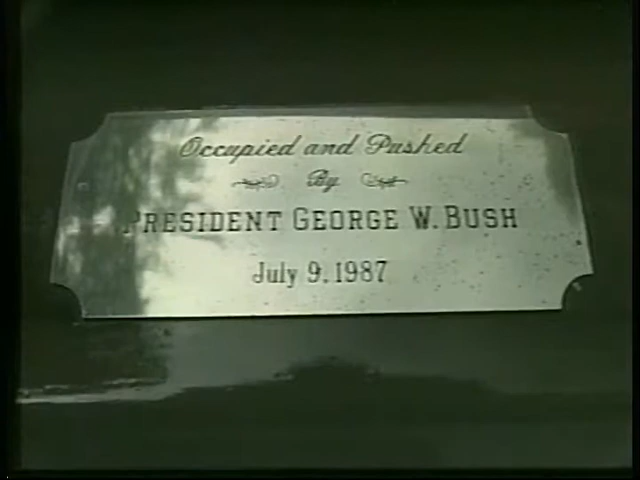 Occupied and Pushed
By
PRESIDENT GEORGE W. BUSH
July 9, 1987